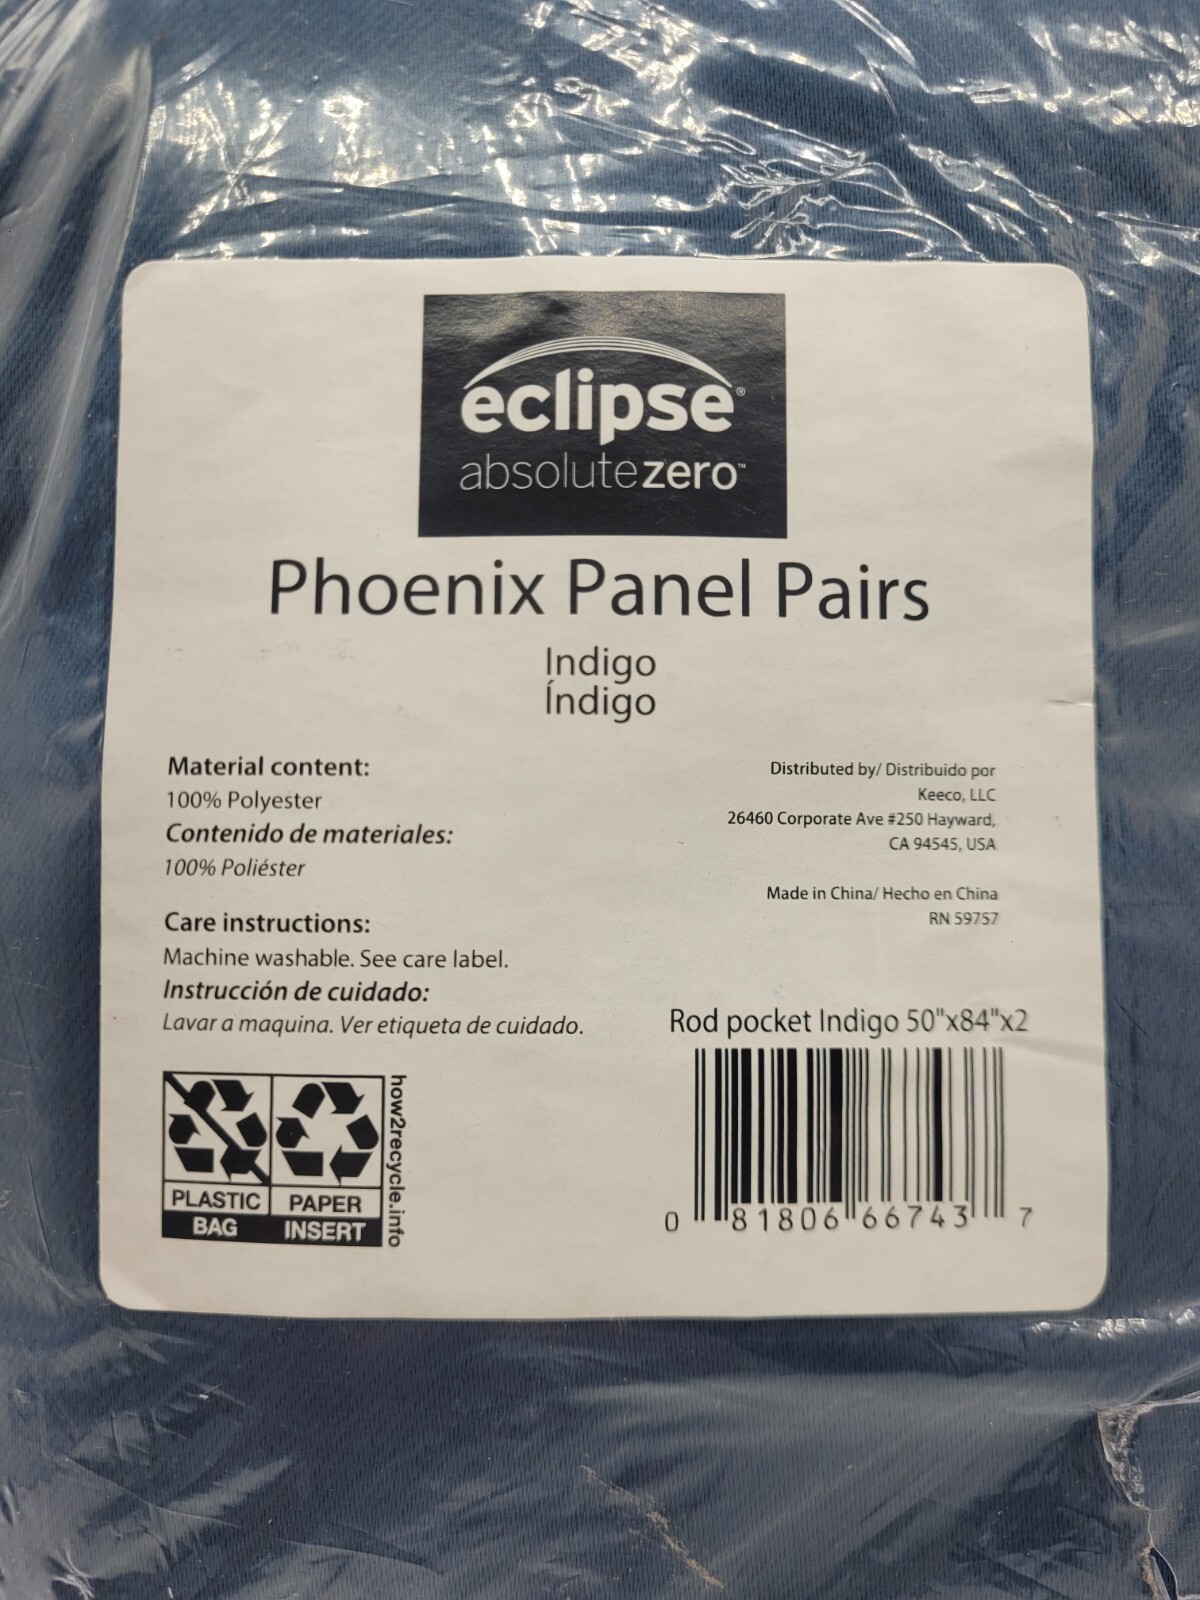 eclipse®
absolutezero™
Phoenix Panel Pairs
Indigo
Índigo
Material content:
100% Polyester
Contenido de materiales:
100% Poliéster
Care instructions:
Machine washable. See care label.
Instrucción de cuidado:
Lavar a maquina. Ver etiqueta de cuidado.
Distributed by/ Distribuido por
Keeco, LLC
26460 Corporate Ave #250 Hayward,
CA 94545, USA
Made in China/ Hecho en China
RN 59757
PLASTIC
BAG
PAPER
INSERT
how2recycle.info
Rod pocket Indigo 50"x84"x2
0 81806 66743 7